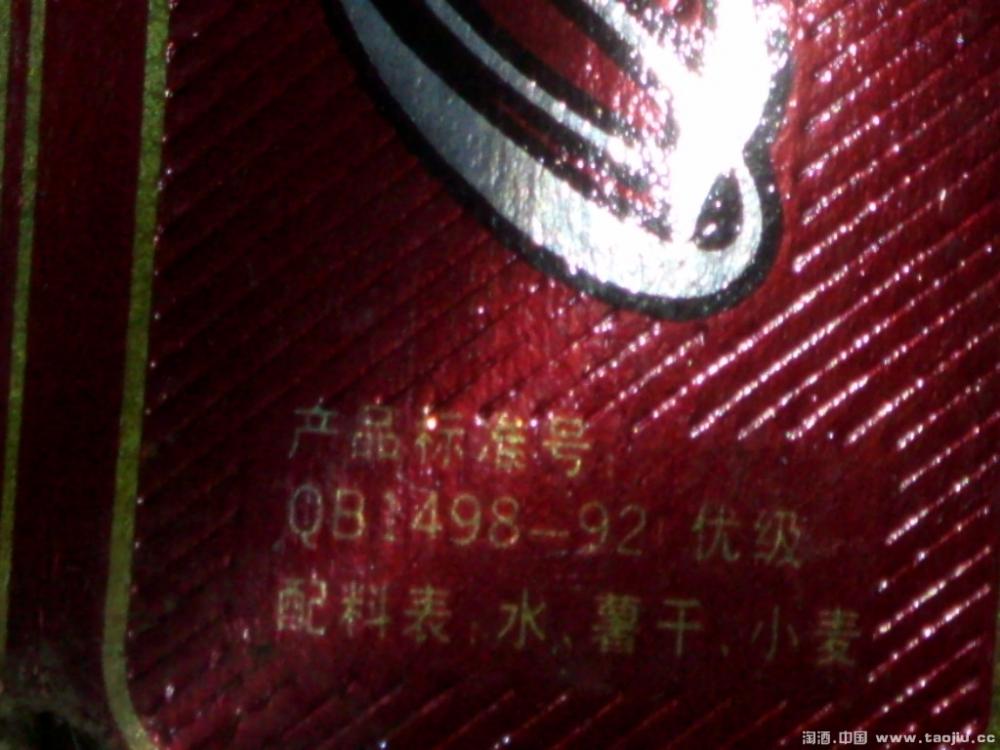 产品标准号
QB1498-92 优级
配料表.水、薯干、小麦
淘酒.中国 www.taojiu.cc